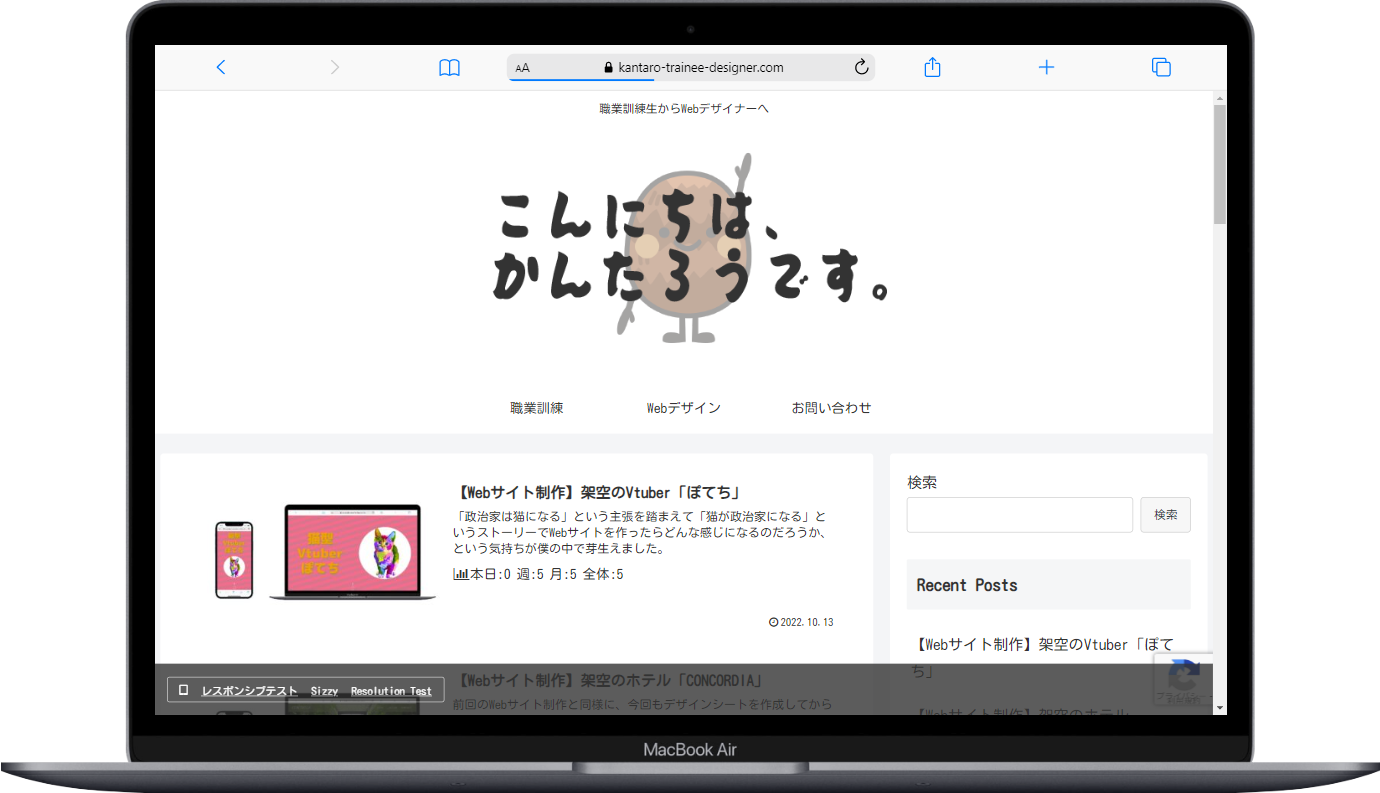 AA kantaro-trainee-designer.com
職業訓練生からWebデザイナーへ
こんにちは、
かんたろうです。
職業訓練 Webデザイン お問い合わせ
【Webサイト制作】架空のVtuber「ぽてち」
「政治家は猫になる」という主張を踏まえて「猫が政治家になる」と
いうストーリーでWebサイトを作ったらどんな感じになるのだろうか、
という気持ちが僕の中で芽生えました。
本日:0 週:5 月:5 全体:5
2022.10.13
猫型
Vtuber
ぽてち
猫型
Vtuber
ぽてち
検索
検索
Recent Posts
【Webサイト制作】架空のVtuber「ぽて
ち」
【Webサイト制作】架空のホテル
プライバシー
【Webサイト制作】架空のホテル「CONCORDIA」
前回のWebサイト制作と同様に、今回もデザインシートを作成してから
レスポンシブテスト Sizzy Resolution Test
MacBook Air